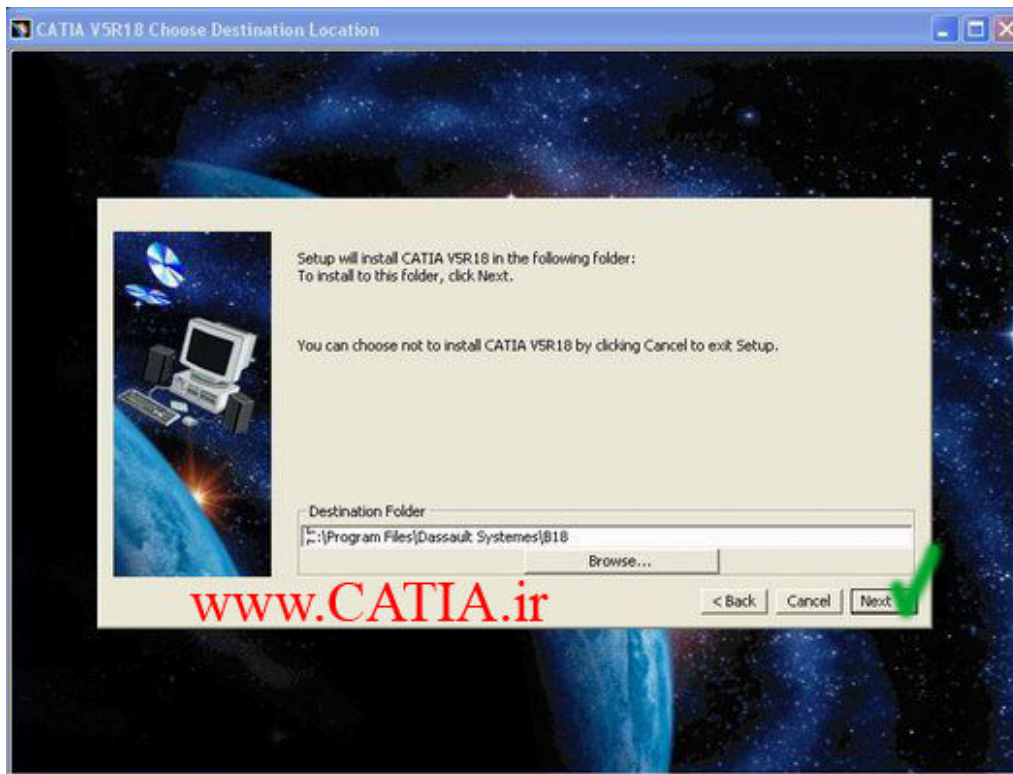 CATIA V5R18 Choose Destination Location
Setup will install CATIA V5R18 in the following folder:
To install to this folder, click Next.
You can choose not to install CATIA V5R18 by clicking Cancel to exit Setup.
Destination Folder
:\Program Files\Dassault Systemes\B18
Browse...
www.CATIA.ir
< Back Cancel Next